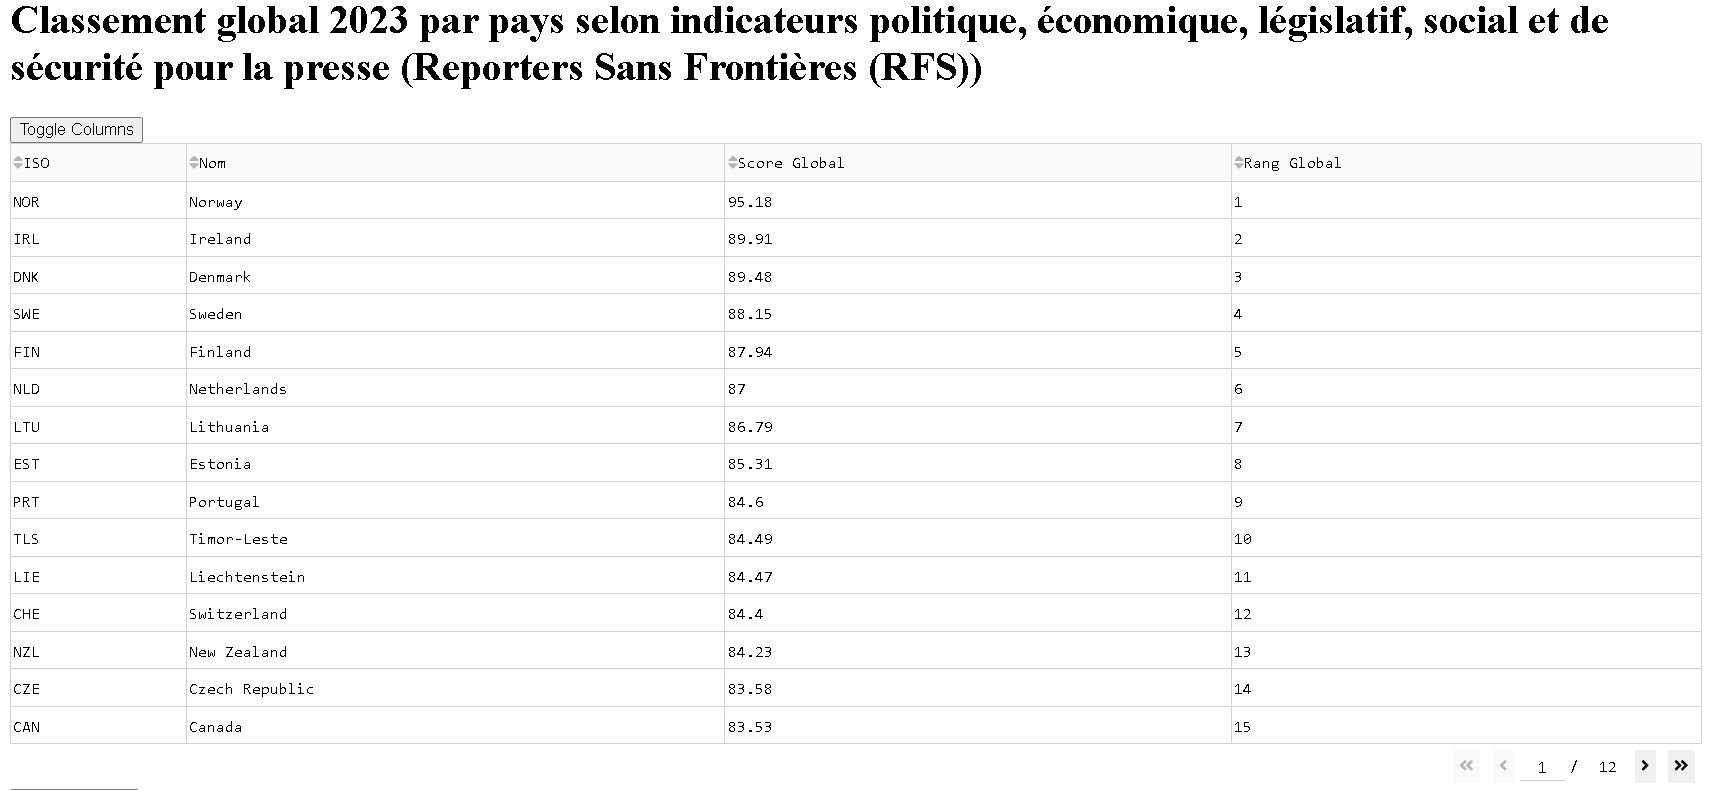 Classement global 2023 par pays selon indicateurs politique, économique, législatif, social et de
sécurité pour la presse (Reporters Sans Frontières (RFS))
Toggle Columns
ISO Nom Score Global Rang Global
NOR Norway 95.18 1
IRL Ireland 89.91 2
DNK Denmark 89.48 3
SWE Sweden 88.15 4
FIN Finland 87.94 5
NLD Netherlands 87 6
LTU Lithuania 86.79 7
EST Estonia 85.31 8
PRT Portugal 84.6 9
TLS Timor-Leste 84.49 10
LIE Liechtenstein 84.47 11
CHE Switzerland 84.4 12
NZL New Zealand 84.23 13
CZE Czech Republic 83.58 14
CAN Canada 83.53 15
1 / 12